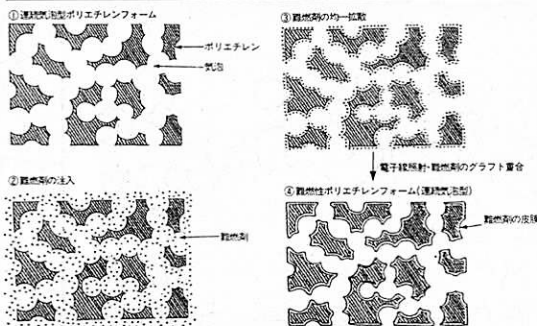 ①連続気泡型ポリエチレンフォーム
ポリエチレン
気泡
②難燃剤の注入
難燃剤
③難燃剤の均一拡散
電子線照射・難燃剤のグラフト重合
④難燃性ポリエチレンフォーム(連続気泡型)
難燃剤の皮膜